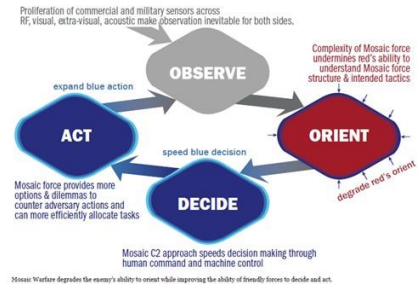 Proliferation of commercial and military sensors across
RF, visual, extra-visual, acoustic make observation inevitable for both sides.
OBSERVE
Complexity of Mosaic force
undermines red's ability to
understand Mosaic force
structure & intended tactics
expand blue action
ACT
ORIENT
speed blue decision
degrade red's orient
Mosaic force provides more
options & dilemmas to
counter adversary actions and
can more efficiently allocate tasks
DECIDE
Mosaic C2 approach speeds decision making through
human command and machine control
Mosaic Warfare degrades the enemy's ability to orient while improving the ability of friendly forces to decide and act.